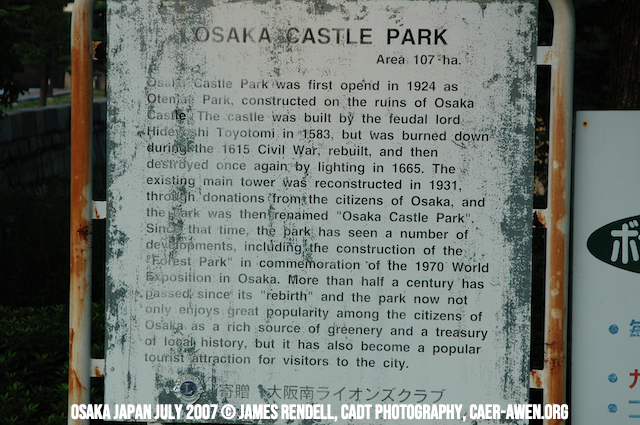 OSAKA CASTLE PARK
Area 107 ha.
Osaka Castle Park was first opend in 1924 as
Otemae Park, constructed on the ruins of Osaka
Castle. The castle was built by the feudal lord
Hideyoshi Toyotomi in 1583, but was burned down
during the 1615 Civil War, rebuilt, and then
destroyed once again by lighting in 1665. The
existing main tower was reconstructed in 1931,
through donations from the citizens of Osaka, and
the park was then renamed "Osaka Castle Park".
Since that time, the park has seen a number of
developments, including the construction of the
"Forest Park" in commemoration of the 1970 World
Exposition in Osaka. More than half a century has
passed since its "rebirth" and the park now not
only enjoys great popularity among the citizens of
Osaka as a rich source of greenery and a treasury
of local history, but it has also become a popular
tourist attraction for visitors to the city.
寄贈 大阪南ライオンズクラブ
ボ
OSAKA JAPAN JULY 2007 © JAMES RENDELL, CADT PHOTOGRAPHY, CAER-AWEN.ORG